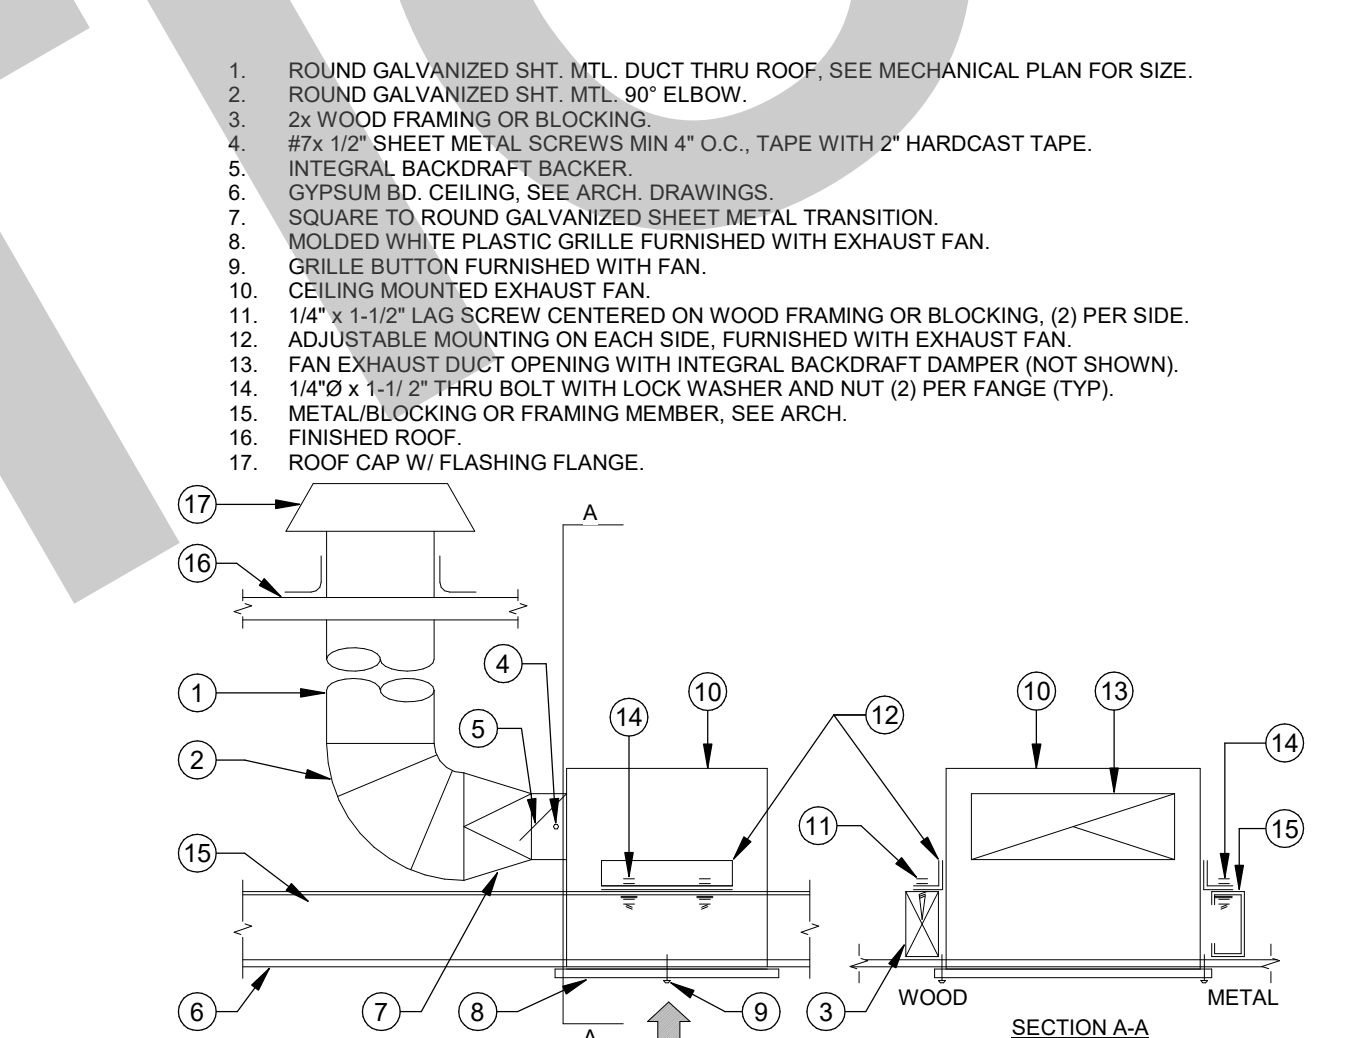 1. ROUND GALVANIZED SHT. MTL. DUCT THRU ROOF, SEE MECHANICAL PLAN FOR SIZE.
2. ROUND GALVANIZED SHT. MTL. 90° ELBOW.
3. 2x WOOD FRAMING OR BLOCKING.
4. #7x 1/2" SHEET METAL SCREWS MIN 4" O.C., TAPE WITH 2" HARDCAST TAPE.
5. INTEGRAL BACKDRAFT BACKER.
6. GYPSUM BD. CEILING, SEE ARCH. DRAWINGS.
7. SQUARE TO ROUND GALVANIZED SHEET METAL TRANSITION.
8. MOLDED WHITE PLASTIC GRILLE FURNISHED WITH EXHAUST FAN.
9. GRILLE BUTTON FURNISHED WITH FAN.
10. CEILING MOUNTED EXHAUST FAN.
11. 1/4" x 1-1/2" LAG SCREW CENTERED ON WOOD FRAMING OR BLOCKING, (2) PER SIDE.
12. ADJUSTABLE MOUNTING ON EACH SIDE, FURNISHED WITH EXHAUST FAN.
13. FAN EXHAUST DUCT OPENING WITH INTEGRAL BACKDRAFT DAMPER (NOT SHOWN).
14. 1/4"Ø x 1-1/ 2" THRU BOLT WITH LOCK WASHER AND NUT (2) PER FANGE (TYP).
15. METAL/BLOCKING OR FRAMING MEMBER, SEE ARCH.
16. FINISHED ROOF.
17. ROOF CAP W/ FLASHING FLANGE.
17
A
16
4
1
10
10
13
14
12
5
14
2
11
15
15
WOOD
METAL
6
7
8
9
3
SECTION A-A
A